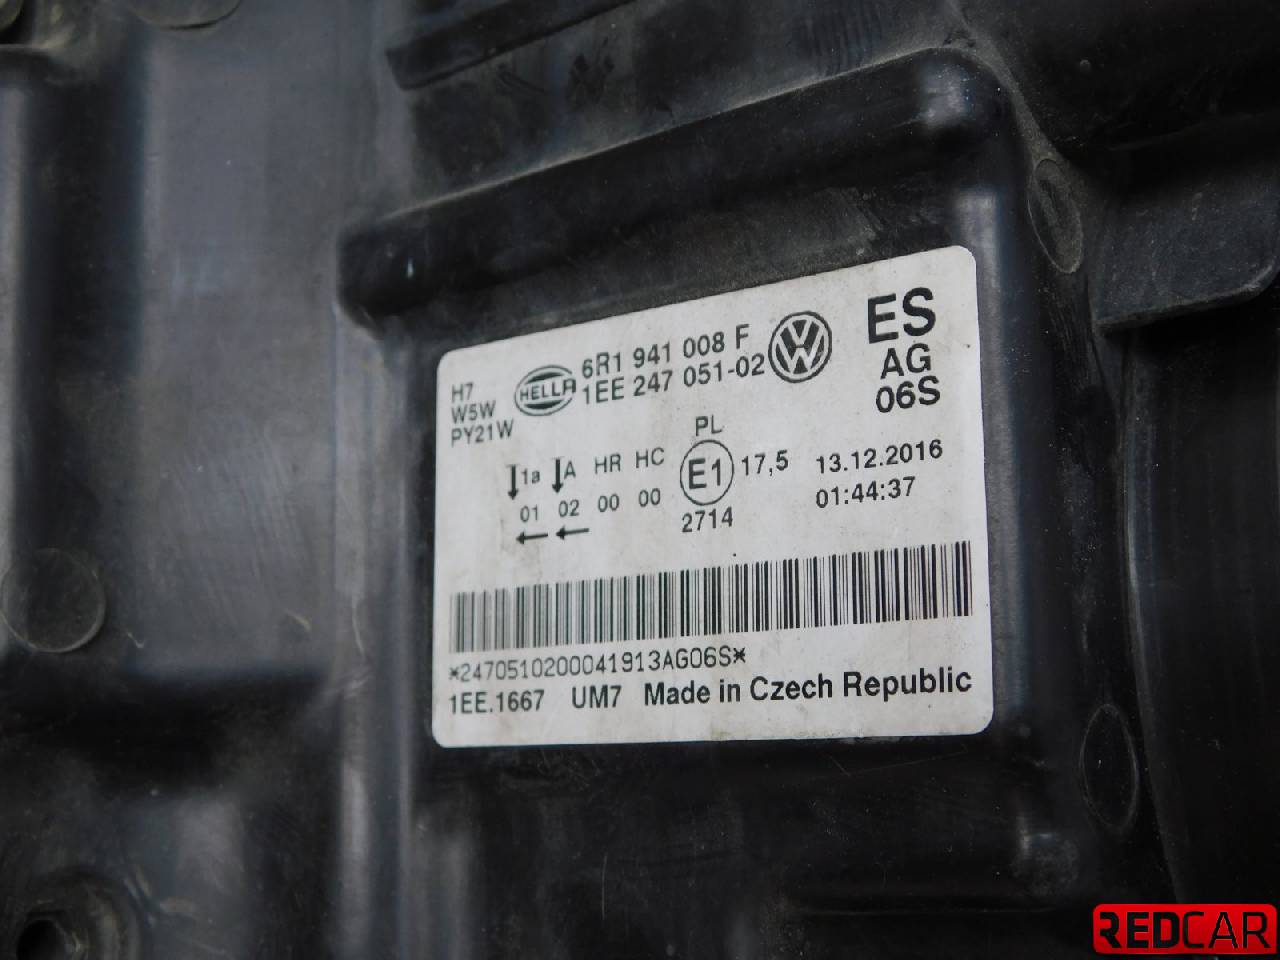 H7
W5W
PY21W
HELLA
6R1 941 008 F
1EE 247 051-02
ES
AG
06S
PL
1a A HR HC E1 17,5 13.12.2016
01 02 00 00 2714 01:44:37
*2470510200041913AG06S*
1EE.1667 UM7 Made in Czech Republic
REDCAR